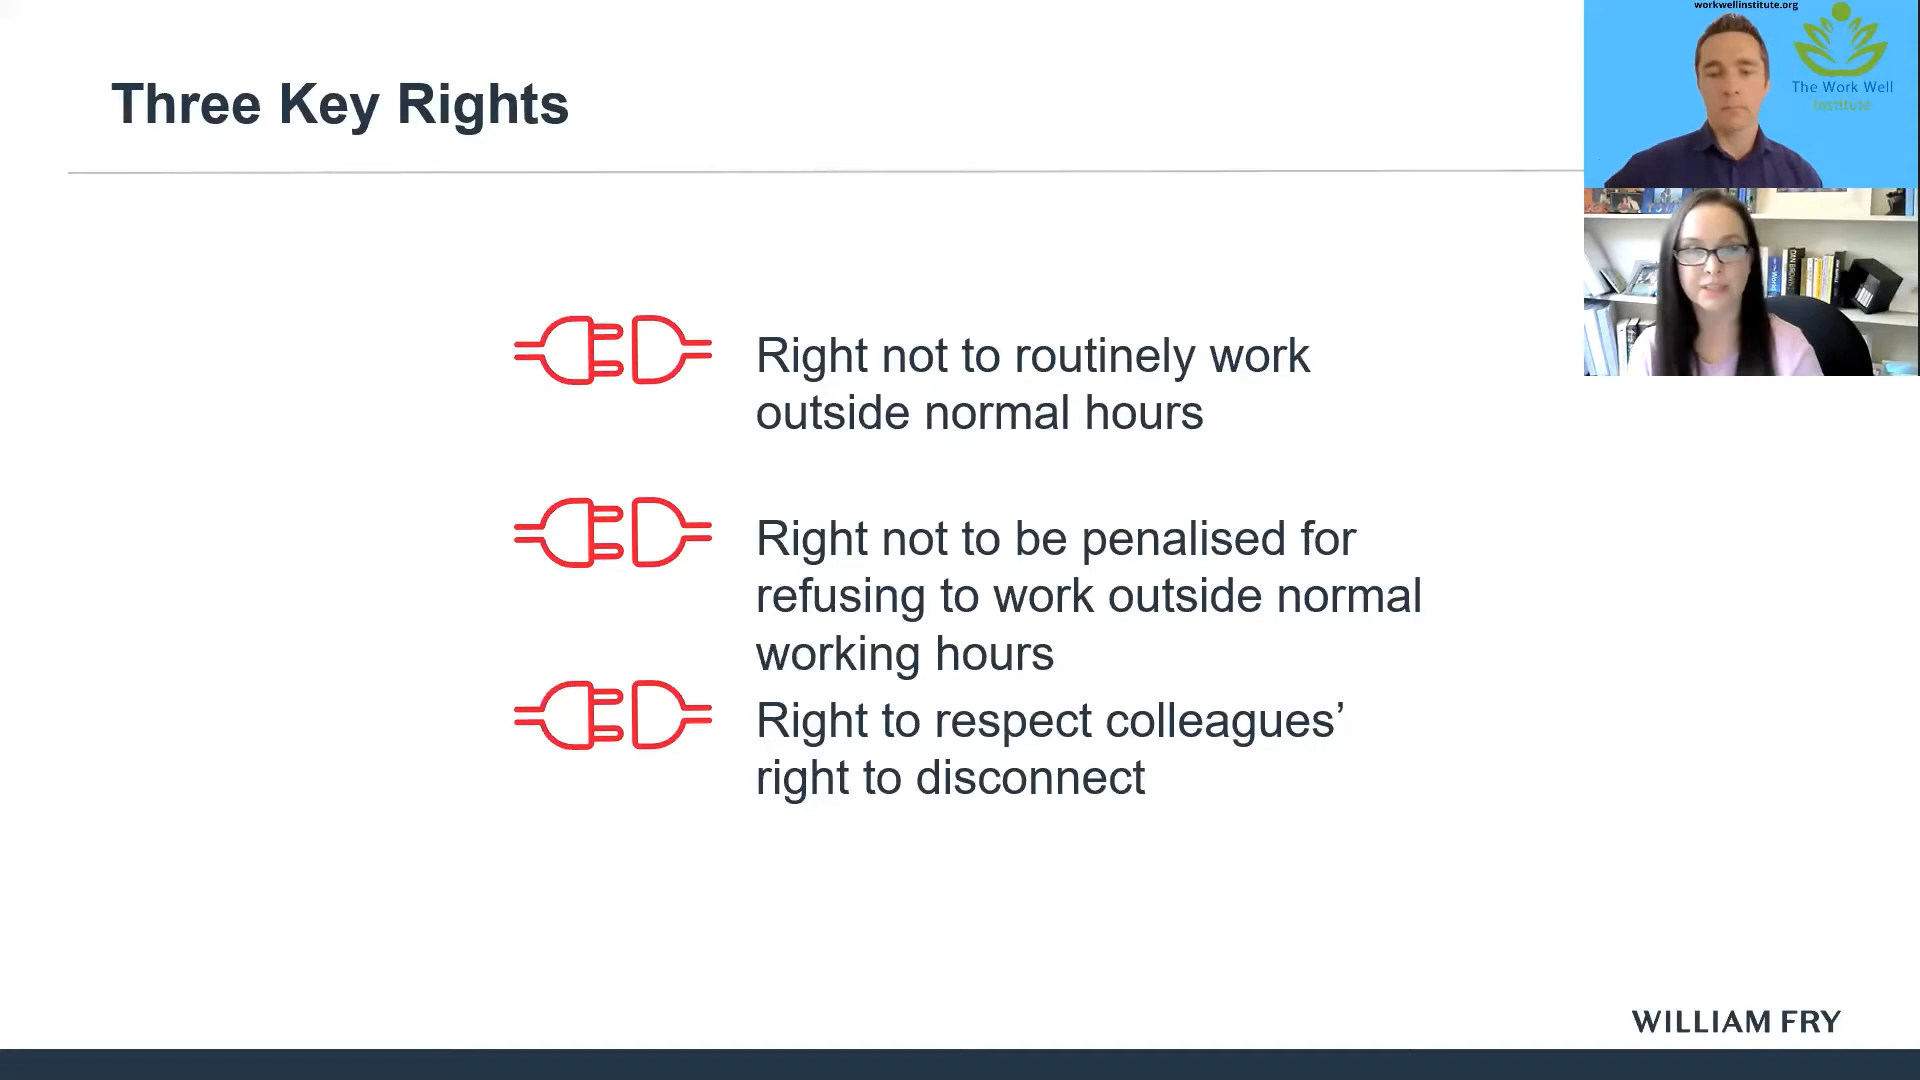 Three Key Rights
Right not to routinely work
outside normal hours
Right not to be penalised for
refusing to work outside normal
working hours
Right to respect colleagues’
right to disconnect
WILLIAM FRY
workwellinstitute.org
The Work Well
Institute